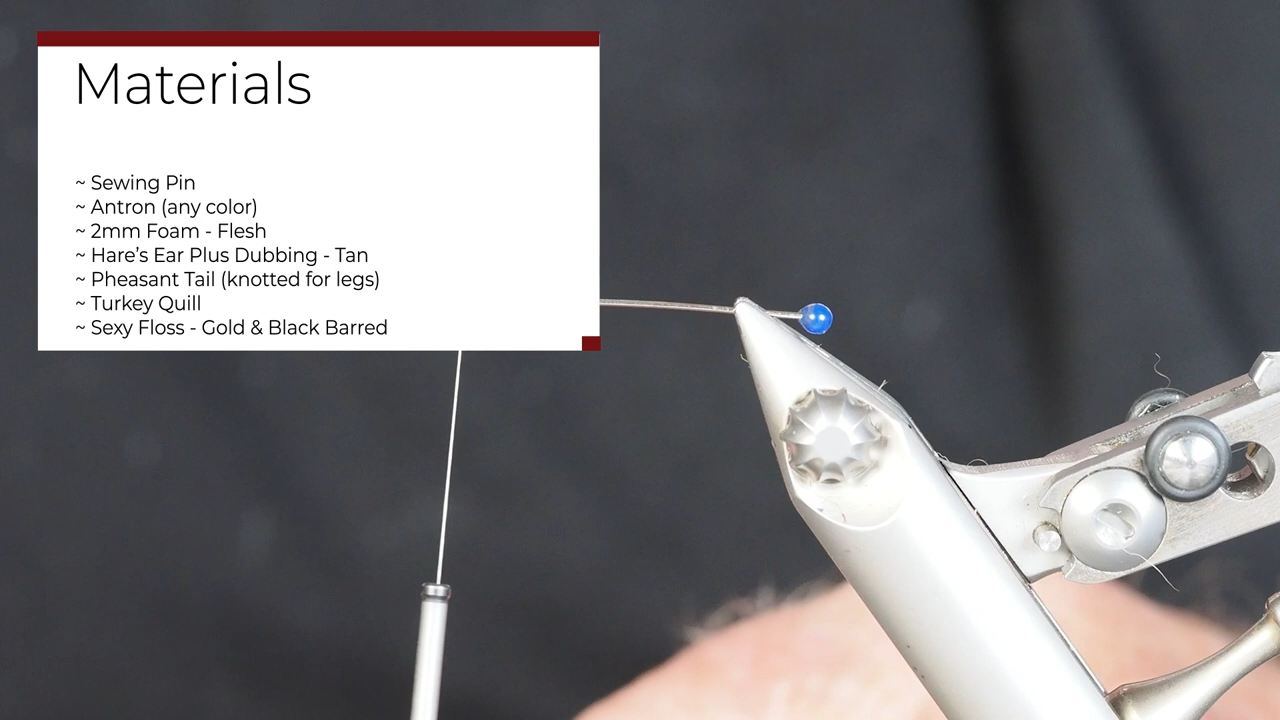 Materials
~ Sewing Pin
~ Antron (any color)
~ 2mm Foam - Flesh
~ Hare's Ear Plus Dubbing - Tan
~ Pheasant Tail (knotted for legs)
~ Turkey Quill
~ Sexy Floss - Gold & Black Barred